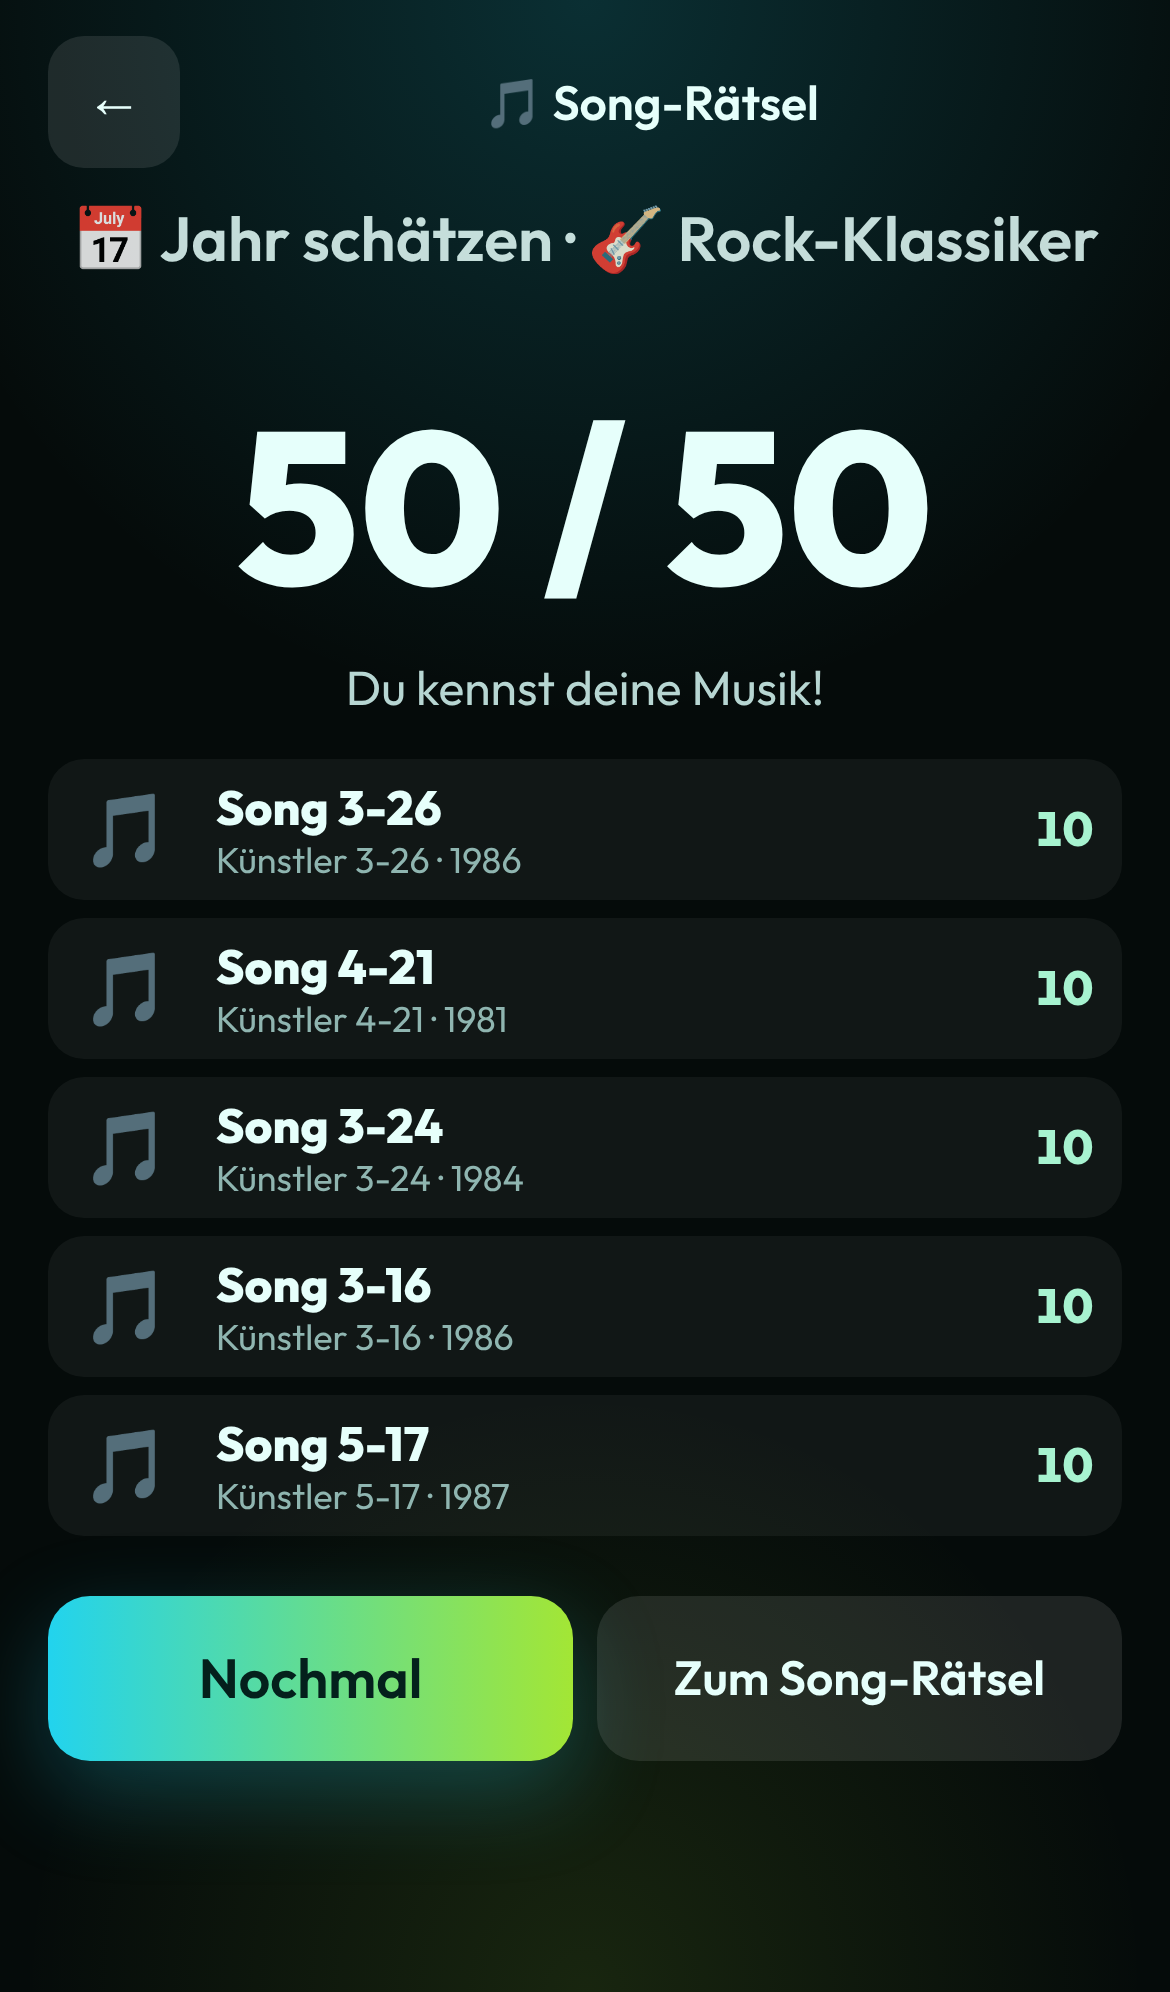 ←
🎵 Song-Rätsel
📅 Jahr schätzen · 🎸 Rock-Klassiker
50 / 50
Du kennst deine Musik!
Song 3-26
Künstler 3-26 · 1986
10
Song 4-21
Künstler 4-21 · 1981
10
Song 3-24
Künstler 3-24 · 1984
10
Song 3-16
Künstler 3-16 · 1986
10
Song 5-17
Künstler 5-17 · 1987
10
Nochmal
Zum Song-Rätsel